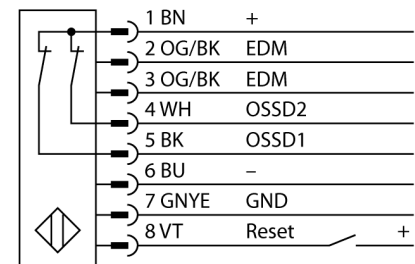 1 BN +
2 OG/BK EDM
3 OG/BK EDM
4 WH OSSD2
5 BK OSSD1
6 BU –
7 GNYE GND
8 VT Reset +